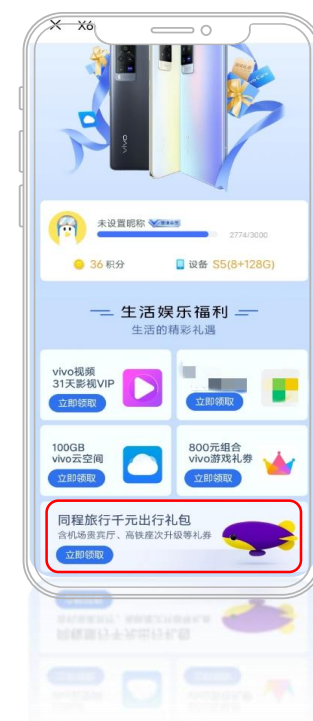 X6
vivo
未设置昵称
2774/3000
36 积分
设备 S5(8+128G)
生活娱乐福利
生活的精彩礼遇
vivo视频
31天影视VIP
立即领取
立即领取
100GB
vivo云空间
立即领取
800元组合
vivo游戏礼券
立即领取
同程旅行千元出行礼包
含机场贵宾厅、高铁座次升级等礼券
立即领取